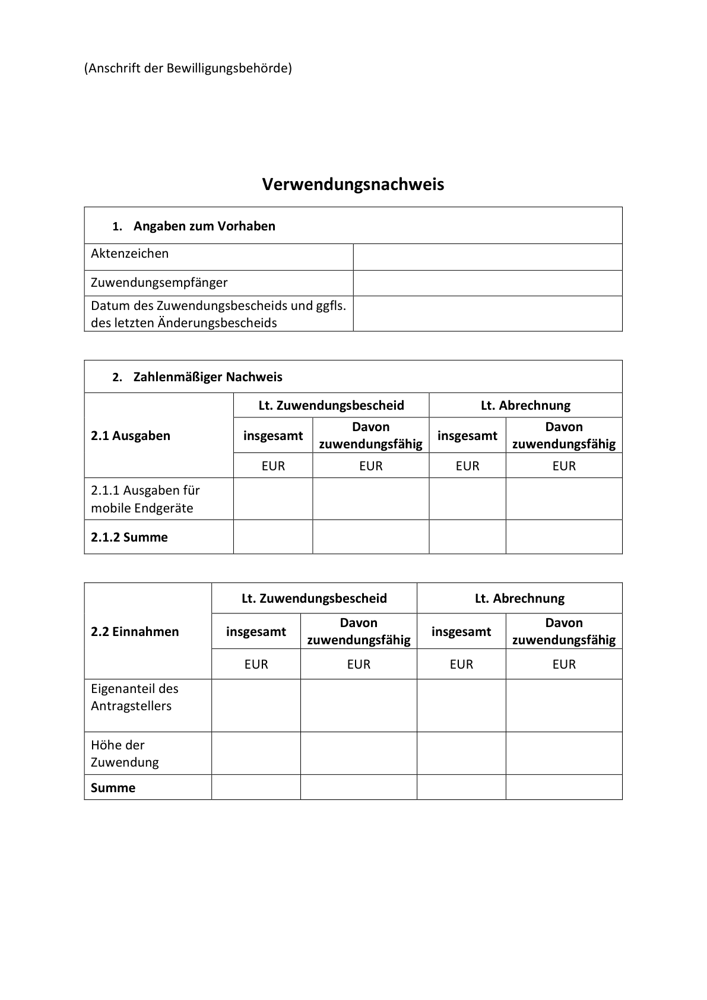 (Anschrift der Bewilligungsbehörde)
Verwendungsnachweis
1. Angaben zum Vorhaben
Aktenzeichen
Zuwendungsempfänger
Datum des Zuwendungsbescheids und ggfls.
des letzten Änderungsbescheids
2. Zahlenmäßiger Nachweis
2.1 Ausgaben
Lt. Zuwendungsbescheid
Lt. Abrechnung
insgesamt
Davon
zuwendungsfähig
insgesamt
Davon
zuwendungsfähig
EUR
EUR
EUR
EUR
2.1.1 Ausgaben für
mobile Endgeräte
2.1.2 Summe
2.2 Einnahmen
Lt. Zuwendungsbescheid
Lt. Abrechnung
insgesamt
Davon
zuwendungsfähig
insgesamt
Davon
zuwendungsfähig
EUR
EUR
EUR
EUR
Eigenanteil des
Antragstellers
Höhe der
Zuwendung
Summe